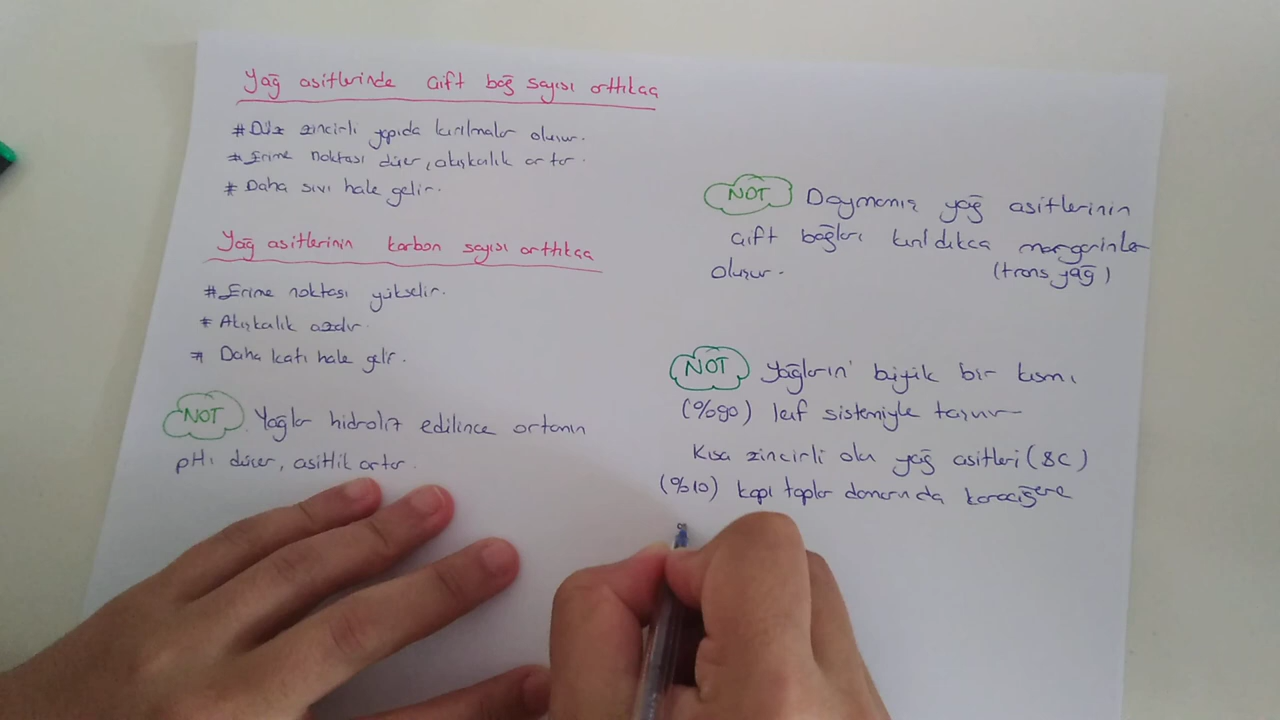 Yağ asitlerinde çift bağ sayısı arttıkça
# Düz zincirli yapıda kırılmalar oluşur.
* Erime noktası düşer, akışkanlık artar.
* Daha sıvı hale gelir.
Yağ asitlerinin karbon sayısı arttıkça
# Erime noktası yükselir.
* Akışkanlık azalır.
* Daha katı hale gelir.
NOT Yağlar hidroliz edilince ortamın
pHı düşer, asitlik artar.
NOT Doymamış yağ asitlerinin
çift bağları kırıldıkça margarinler
oluşur. (trans yağ)
NOT Yağların büyük bir kısmı
(%90) lenf sistemiyle taşınır
Kısa zincirli olan yağ asitleri (8C)
(%10) kapı toplar damarında karaciğere